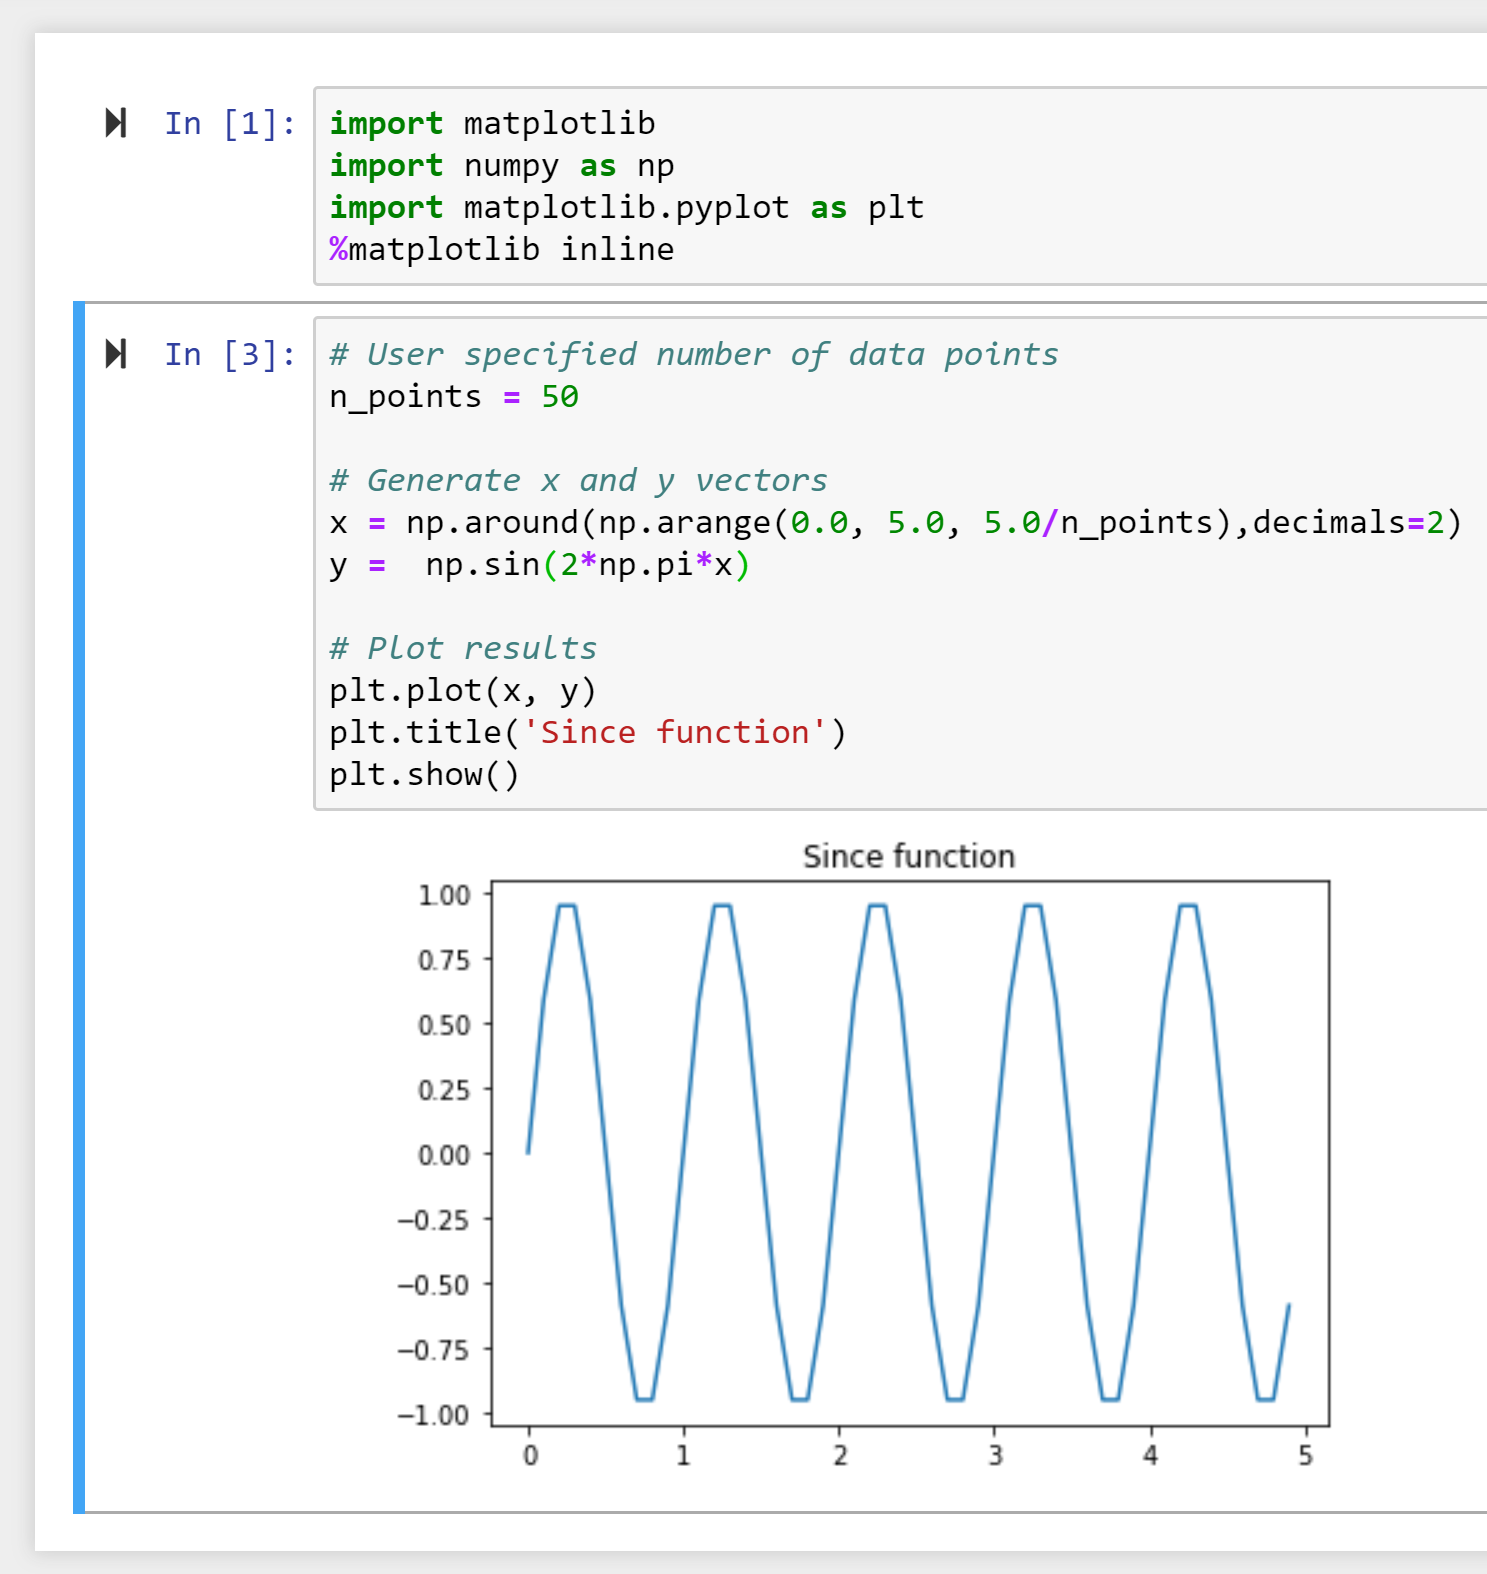 In [1]:
import matplotlib
import numpy as np
import matplotlib.pyplot as plt
%matplotlib inline
In [3]:
# User specified number of data points
n_points = 50
# Generate x and y vectors
x = np.around(np.arange(0.0, 5.0, 5.0/n_points),decimals=2)
y =  np.sin(2*np.pi*x)
# Plot results
plt.plot(x, y)
plt.title('Since function')
plt.show()
Since function
1.00
0.75
0.50
0.25
0.00
−0.25
−0.50
−0.75
−1.00
0 1 2 3 4 5